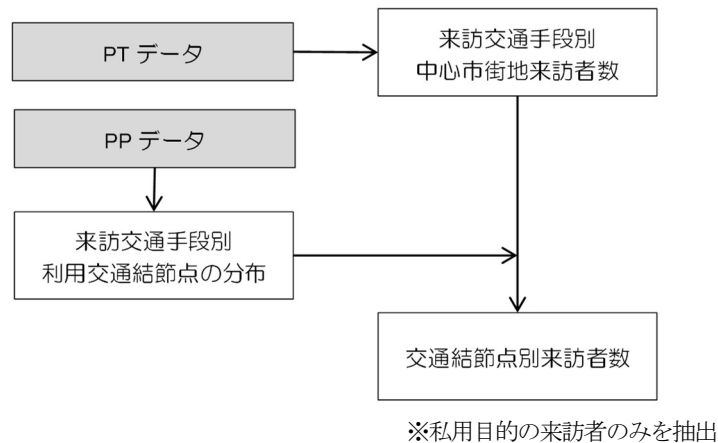 PT データ
来訪交通手段別
中心市街地来訪者数
PP データ
来訪交通手段別
利用交通結節点の分布
交通結節点別来訪者数
※私用目的の来訪者のみを抽出